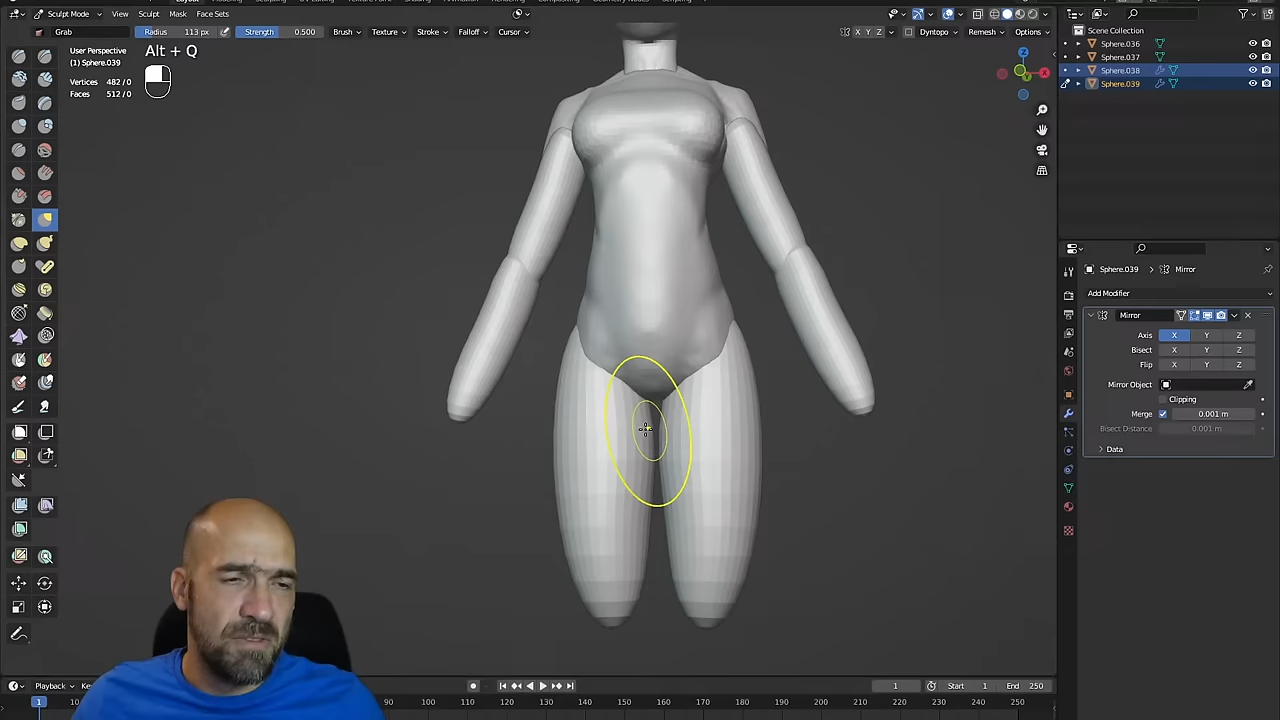 Sculpt Mode View Sculpt Mask Face Sets
Grab Radius 113 px Strength 0.500 Brush Texture Stroke Falloff Cursor X Y Z Dyntopo Remesh Options
User Perspective
(1) Sphere.039
Alt + Q
Vertices 482/0
Faces 512/0
Z
X
Y
Scene Collection
Sphere.036
Sphere.037
Sphere.038
Sphere.039
Sphere.039 > Mirror
Add Modifier
Mirror
Axis X Y Z
Bisect X Y Z
Flip X Y Z
Mirror Object
Clipping
Merge 0.001 m
Bisect Distance 0.001 m
Data
Playback Ke 1 Start 1 End 250
1 90 100 110 120 130 140 150 160 170 180 190 200 210 220 230 240 250